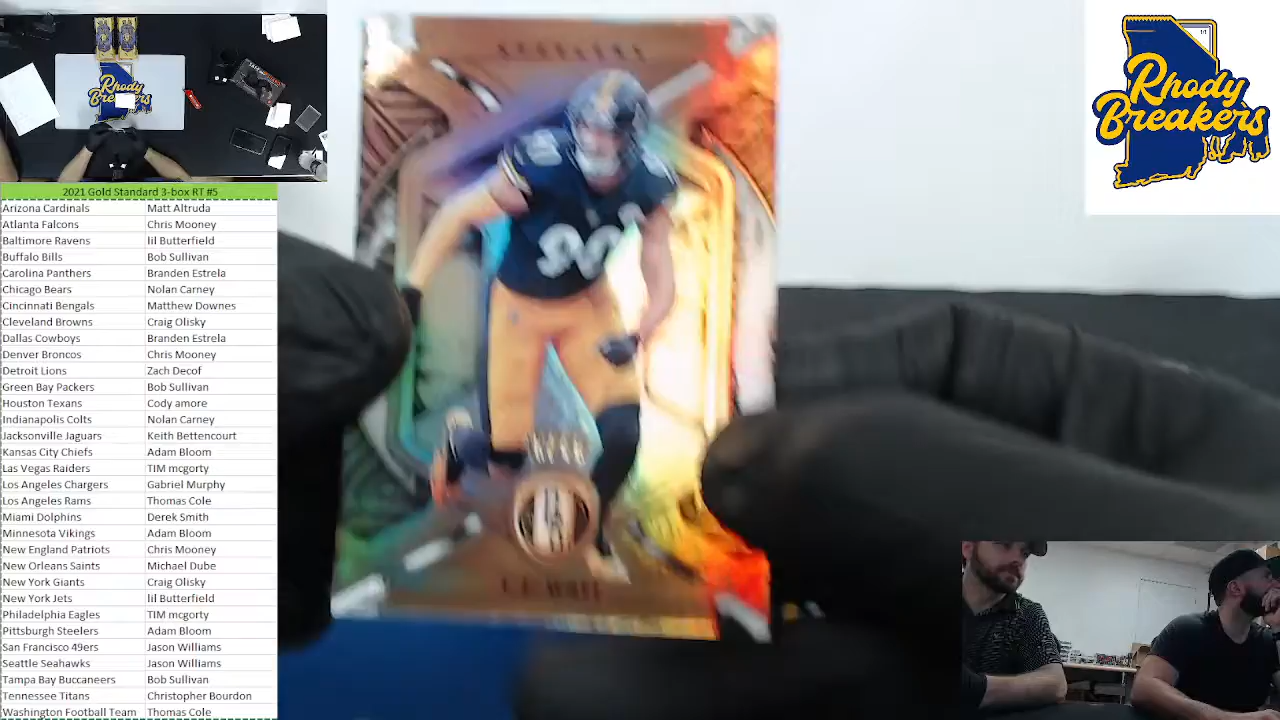 Rhody
Breakers
Rhody
Breakers
2021 Gold Standard 3-box RT #5
Arizona Cardinals Matt Altruda
Atlanta Falcons Chris Mooney
Baltimore Ravens lil Butterfield
Buffalo Bills Bob Sullivan
Carolina Panthers Branden Estrela
Chicago Bears Nolan Carney
Cincinnati Bengals Matthew Downes
Cleveland Browns Craig Olisky
Dallas Cowboys Branden Estrela
Denver Broncos Chris Mooney
Detroit Lions Zach Decof
Green Bay Packers Bob Sullivan
Houston Texans Cody amore
Indianapolis Colts Nolan Carney
Jacksonville Jaguars Keith Bettencourt
Kansas City Chiefs Adam Bloom
Las Vegas Raiders TIM mcgorty
Los Angeles Chargers Gabriel Murphy
Los Angeles Rams Thomas Cole
Miami Dolphins Derek Smith
Minnesota Vikings Adam Bloom
New England Patriots Chris Mooney
New Orleans Saints Michael Dube
New York Giants Craig Olisky
New York Jets lil Butterfield
Philadelphia Eagles TIM mcgorty
Pittsburgh Steelers Adam Bloom
San Francisco 49ers Jason Williams
Seattle Seahawks Jason Williams
Tampa Bay Buccaneers Bob Sullivan
Tennessee Titans Christopher Bourdon
Washington Football Team Thomas Cole
STEELERS
90
T.J. WATT